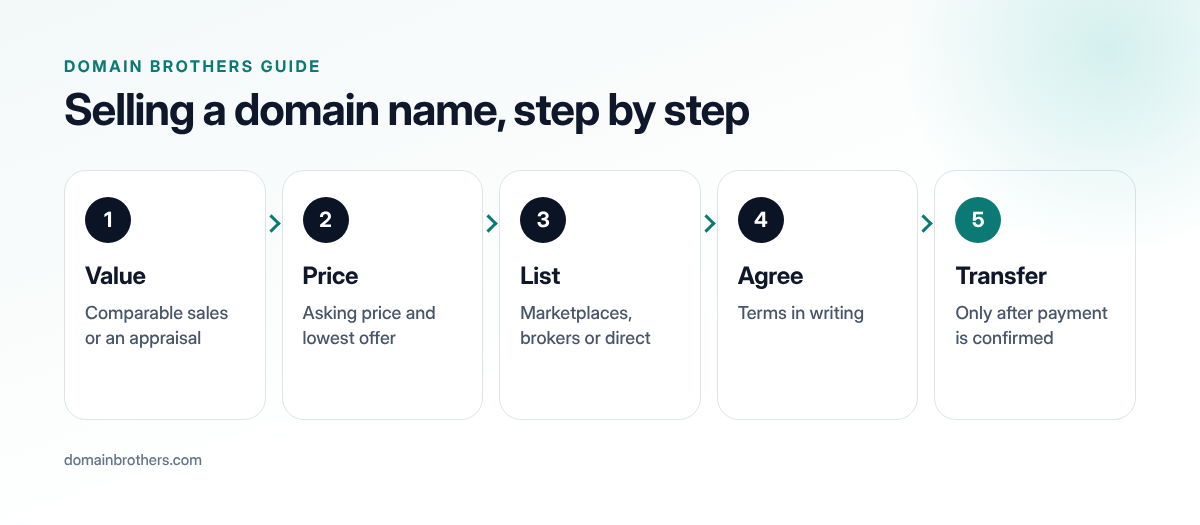 DOMAIN BROTHERS GUIDE
Selling a domain name, step by step
1
Value
Comparable sales
or an appraisal
2
Price
Asking price and
lowest offer
3
List
Marketplaces,
brokers or direct
4
Agree
Terms in writing
5
Transfer
Only after payment
is confirmed
domainbrothers.com